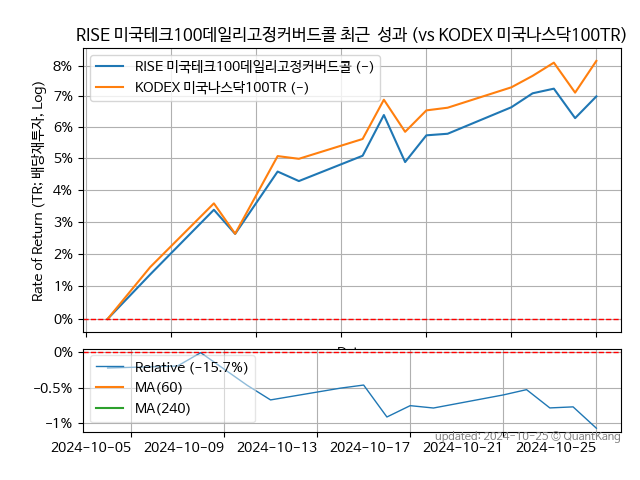 RISE 미국테크100데일리고정커버드콜 최근 성과 (vs KODEX 미국나스닥100TR)
RISE 미국테크100데일리고정커버드콜 (-)
KODEX 미국나스닥100TR (-)
Rate of Return (TR: 배당재투자, Log)
8%
7%
6%
5%
4%
3%
2%
1%
0%
Relative (-15.7%)
MA(60)
MA(240)
0%
-0.5%
-1%
updated: 2024-10-25 © QuantKang
2024-10-05 2024-10-09 2024-10-13 2024-10-17 2024-10-21 2024-10-25